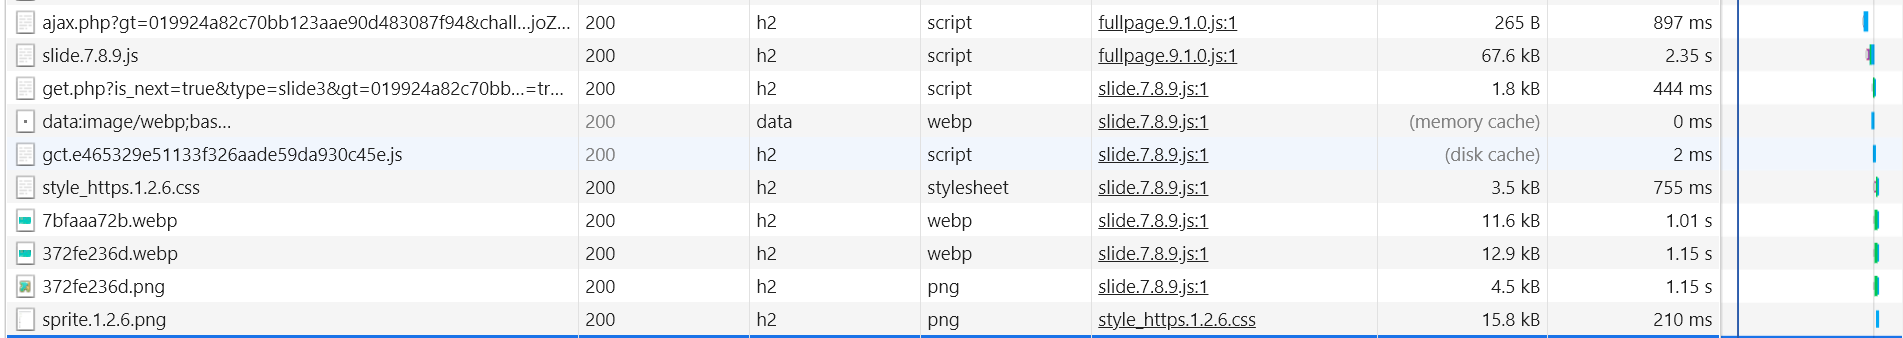 ajax.php?gt=019924a82c70bb123aae90d483087f94&chall...joZ... 200 h2 script fullpage.9.1.0.js:1 265 B 897 ms
slide.7.8.9.js 200 h2 script fullpage.9.1.0.js:1 67.6 kB 2.35 s
get.php?is_next=true&type=slide3&gt=019924a82c70bb...=tr... 200 h2 script slide.7.8.9.js:1 1.8 kB 444 ms
data:image/webp;bas... 200 data webp slide.7.8.9.js:1 (memory cache) 0 ms
gct.e465329e51133f326aade59da930c45e.js 200 h2 script slide.7.8.9.js:1 (disk cache) 2 ms
style_https.1.2.6.css 200 h2 stylesheet slide.7.8.9.js:1 3.5 kB 755 ms
7bfaaa72b.webp 200 h2 webp slide.7.8.9.js:1 11.6 kB 1.01 s
372fe236d.webp 200 h2 webp slide.7.8.9.js:1 12.9 kB 1.15 s
372fe236d.png 200 h2 png slide.7.8.9.js:1 4.5 kB 1.15 s
sprite.1.2.6.png 200 h2 png style_https.1.2.6.css 15.8 kB 210 ms